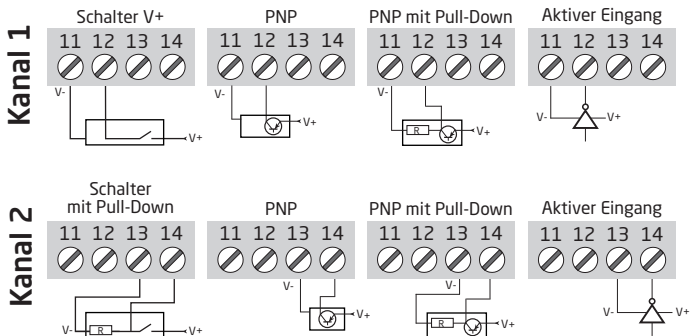 Kanal 1
Schalter V+
11 12 13 14
V-
V+
PNP
11 12 13 14
V-
V+
PNP mit Pull-Down
11 12 13 14
V-
R
V+
Aktiver Eingang
11 12 13 14
V-
V+
Kanal 2
Schalter
mit Pull-Down
11 12 13 14
V-
R
V+
PNP
11 12 13 14
V-
V+
PNP mit Pull-Down
11 12 13 14
V-
R
V+
Aktiver Eingang
11 12 13 14
V-
V+